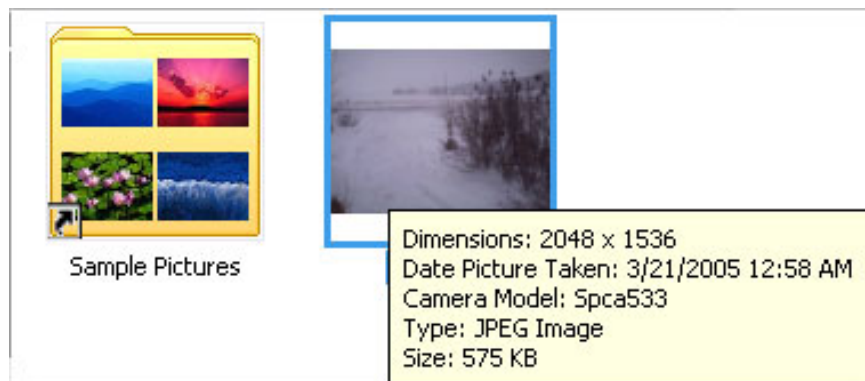 Sample Pictures
Dimensions: 2048 x 1536
Date Picture Taken: 3/21/2005 12:58 AM
Camera Model: Spca533
Type: JPEG Image
Size: 575 KB